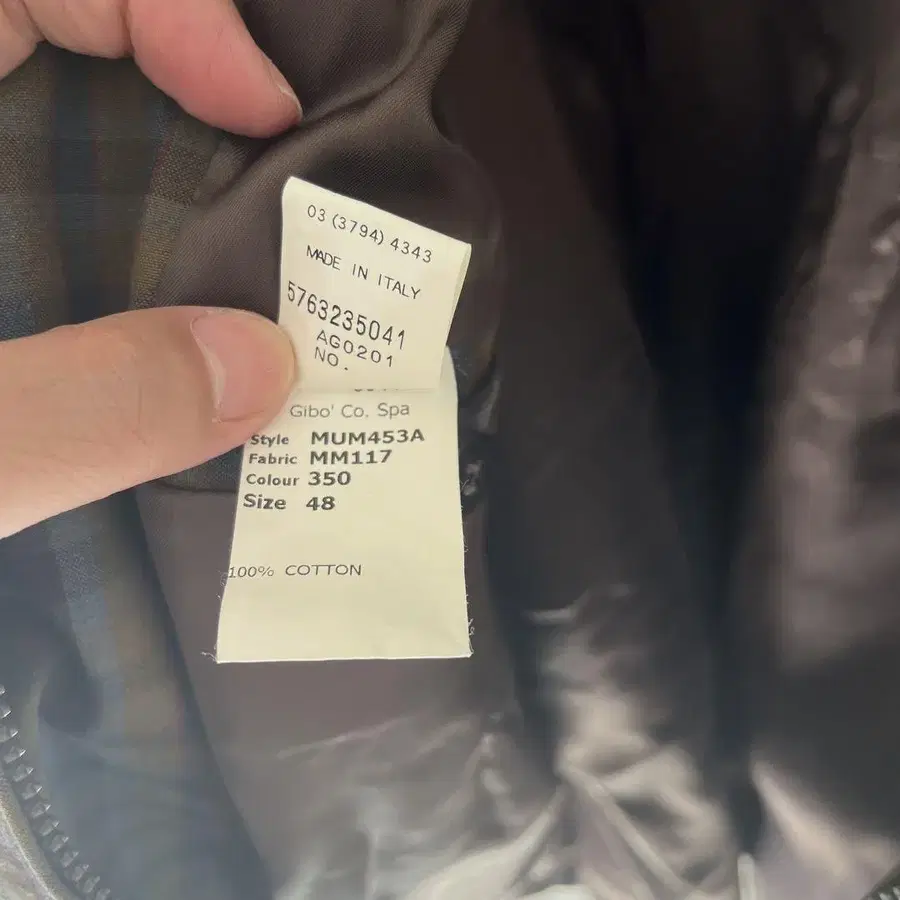 03 (3794) 4343
MADE IN ITALY
5763235041
AG0201
NO.
Gibo' Co. Spa
Style MUM453A
Fabric MM117
Colour 350
Size 48
100% COTTON